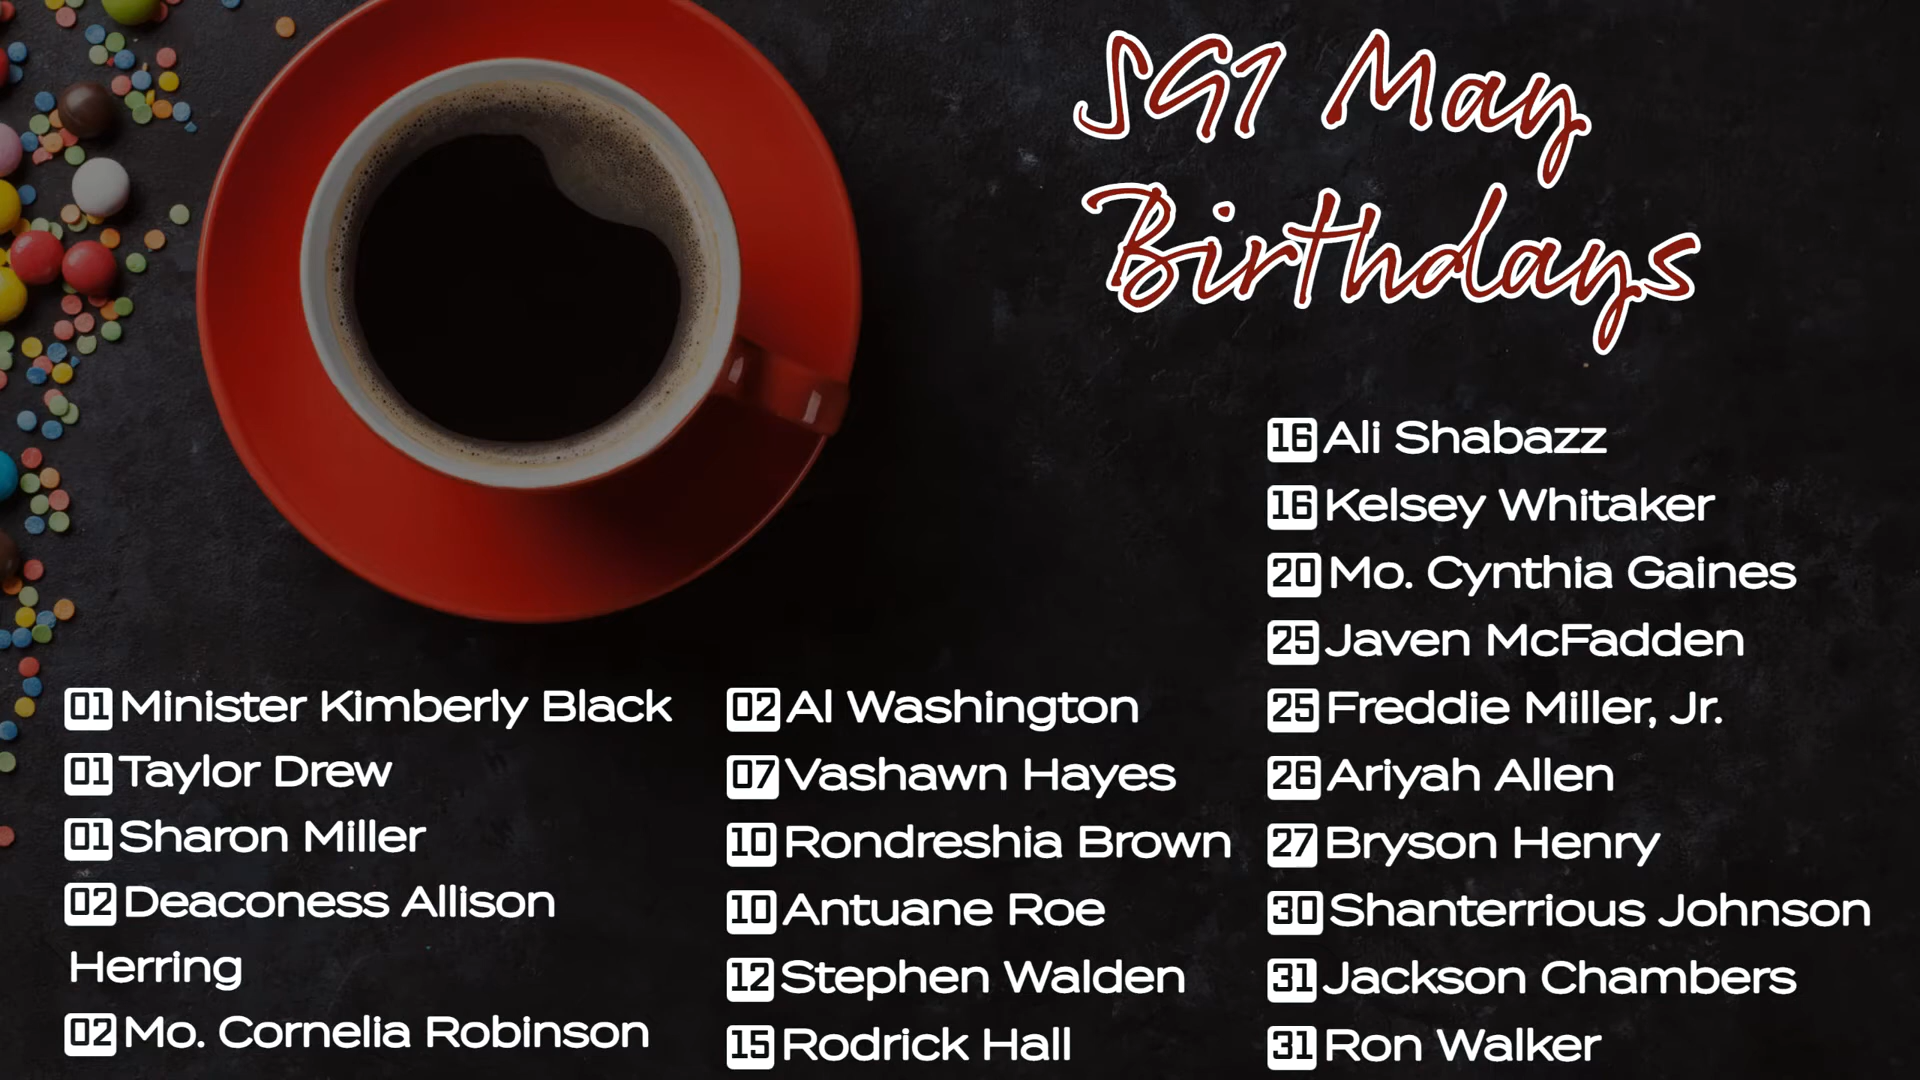 SGT May
Birthdays
01 Minister Kimberly Black
01 Taylor Drew
01 Sharon Miller
02 Deaconess Allison
Herring
02 Mo. Cornelia Robinson
02 Al Washington
07 Vashawn Hayes
10 Rondreshia Brown
10 Antuane Roe
12 Stephen Walden
15 Rodrick Hall
16 Ali Shabazz
16 Kelsey Whitaker
20 Mo. Cynthia Gaines
25 Javen McFadden
25 Freddie Miller, Jr.
26 Ariyah Allen
27 Bryson Henry
30 Shanterrious Johnson
31 Jackson Chambers
31 Ron Walker